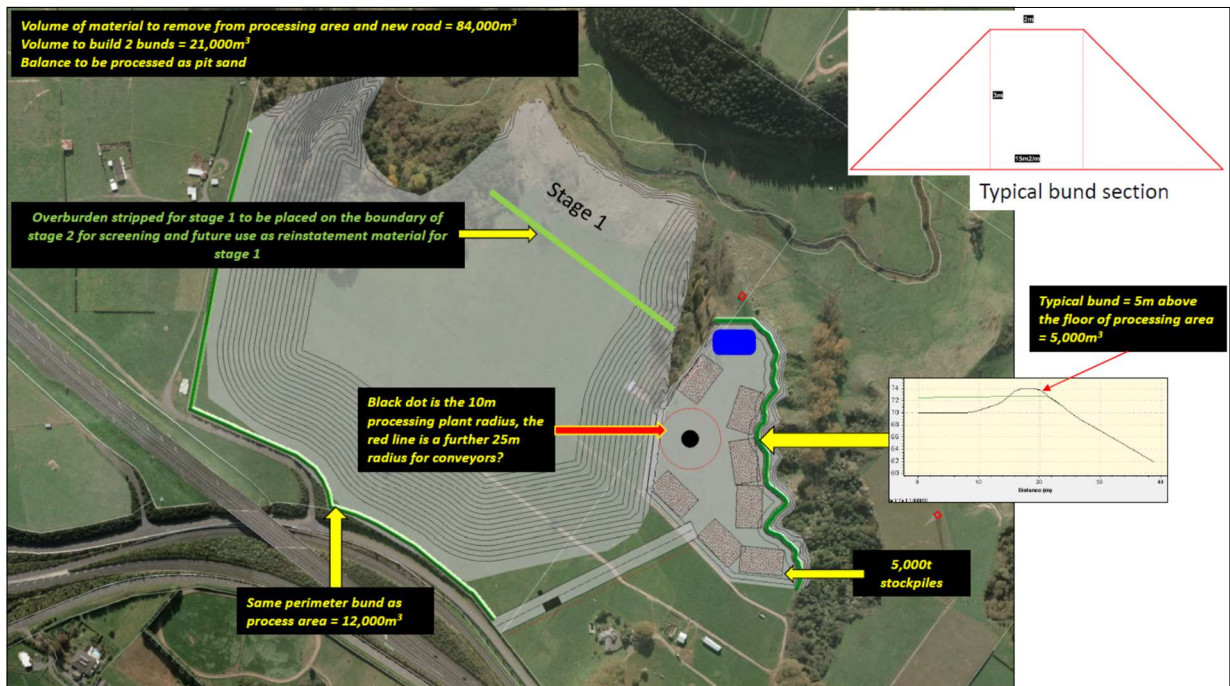 Volume of material to remove from processing area and new road = 84,000m³
Volume to build 2 bunds = 21,000m³
Balance to be processed as pit sand
2m
3m
15m2/m
Typical bund section
Stage 1
Overburden stripped for stage 1 to be placed on the boundary of
stage 2 for screening and future use as reinstatement material for
stage 1
Typical bund = 5m above
the floor of processing area
= 5,000m³
Black dot is the 10m
processing plant radius, the
red line is a further 25m
radius for conveyors?
74
72
70
66
64
62
60
0
10
20
30
40
Distance (m)
5,000t
stockpiles
Same perimeter bund as
process area = 12,000m³